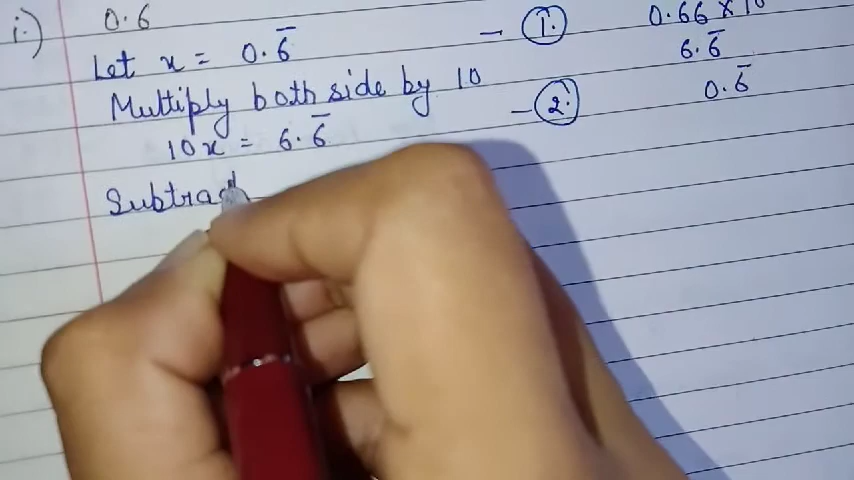 i.) 0.6
Let x = 0.6̅ — 1.
Multiply both side by 10
10x = 6.6̅ — 2.
Subtract
0.66 × 10
6.6̅
0.6̅